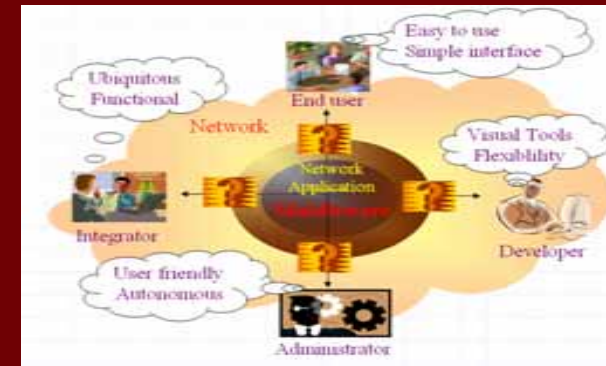 Easy to use
Simple interface
Ubiquitous
Functional
End user
Network
Visual Tools
Flexiblility
Network
Application
Integrator
Developer
User friendly
Autonomous
Administrator